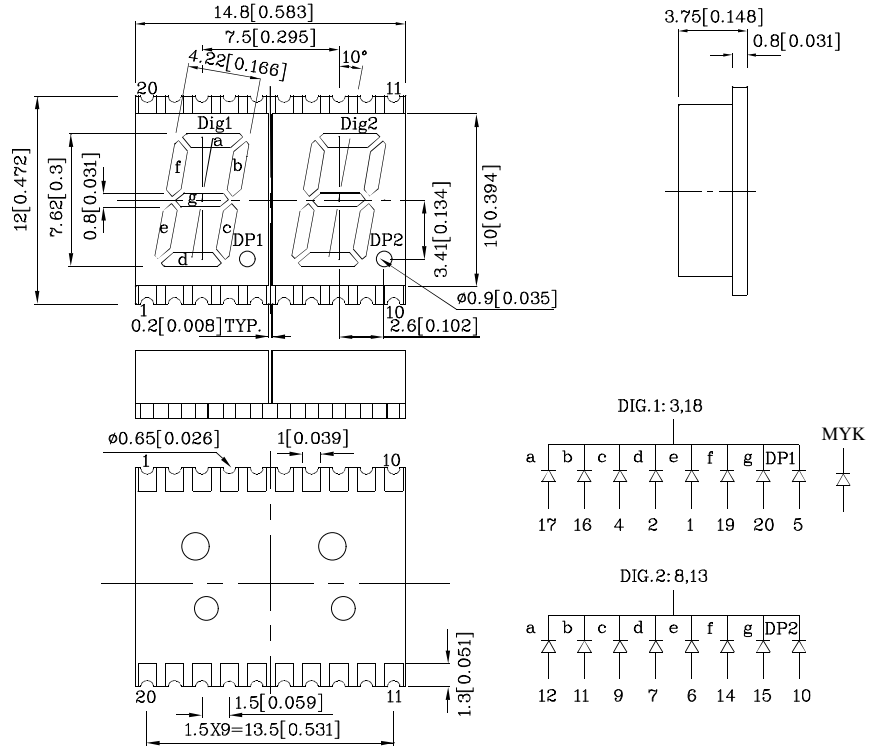 14.8[0.583]
7.5[0.295]
4.22[0.166]
10°
20
11
Dig1
Dig2
a
b
f
g
e
c
d
DP1
DP2
12[0.472]
7.62[0.3]
0.8[0.031]
3.41[0.134]
10[0.394]
ø0.9[0.035]
1
10
0.2[0.008]TYP.
2.6[0.102]
3.75[0.148]
0.8[0.031]
ø0.65[0.026]
1[0.039]
1
10
20
11
1.5[0.059]
1.5X9=13.5[0.531]
1.3[0.051]
DIG.1: 3,18
a b c d e f g DP1
17 16 4 2 1 19 20 5
MYK
DIG.2: 8,13
a b c d e f g DP2
12 11 9 7 6 14 15 10